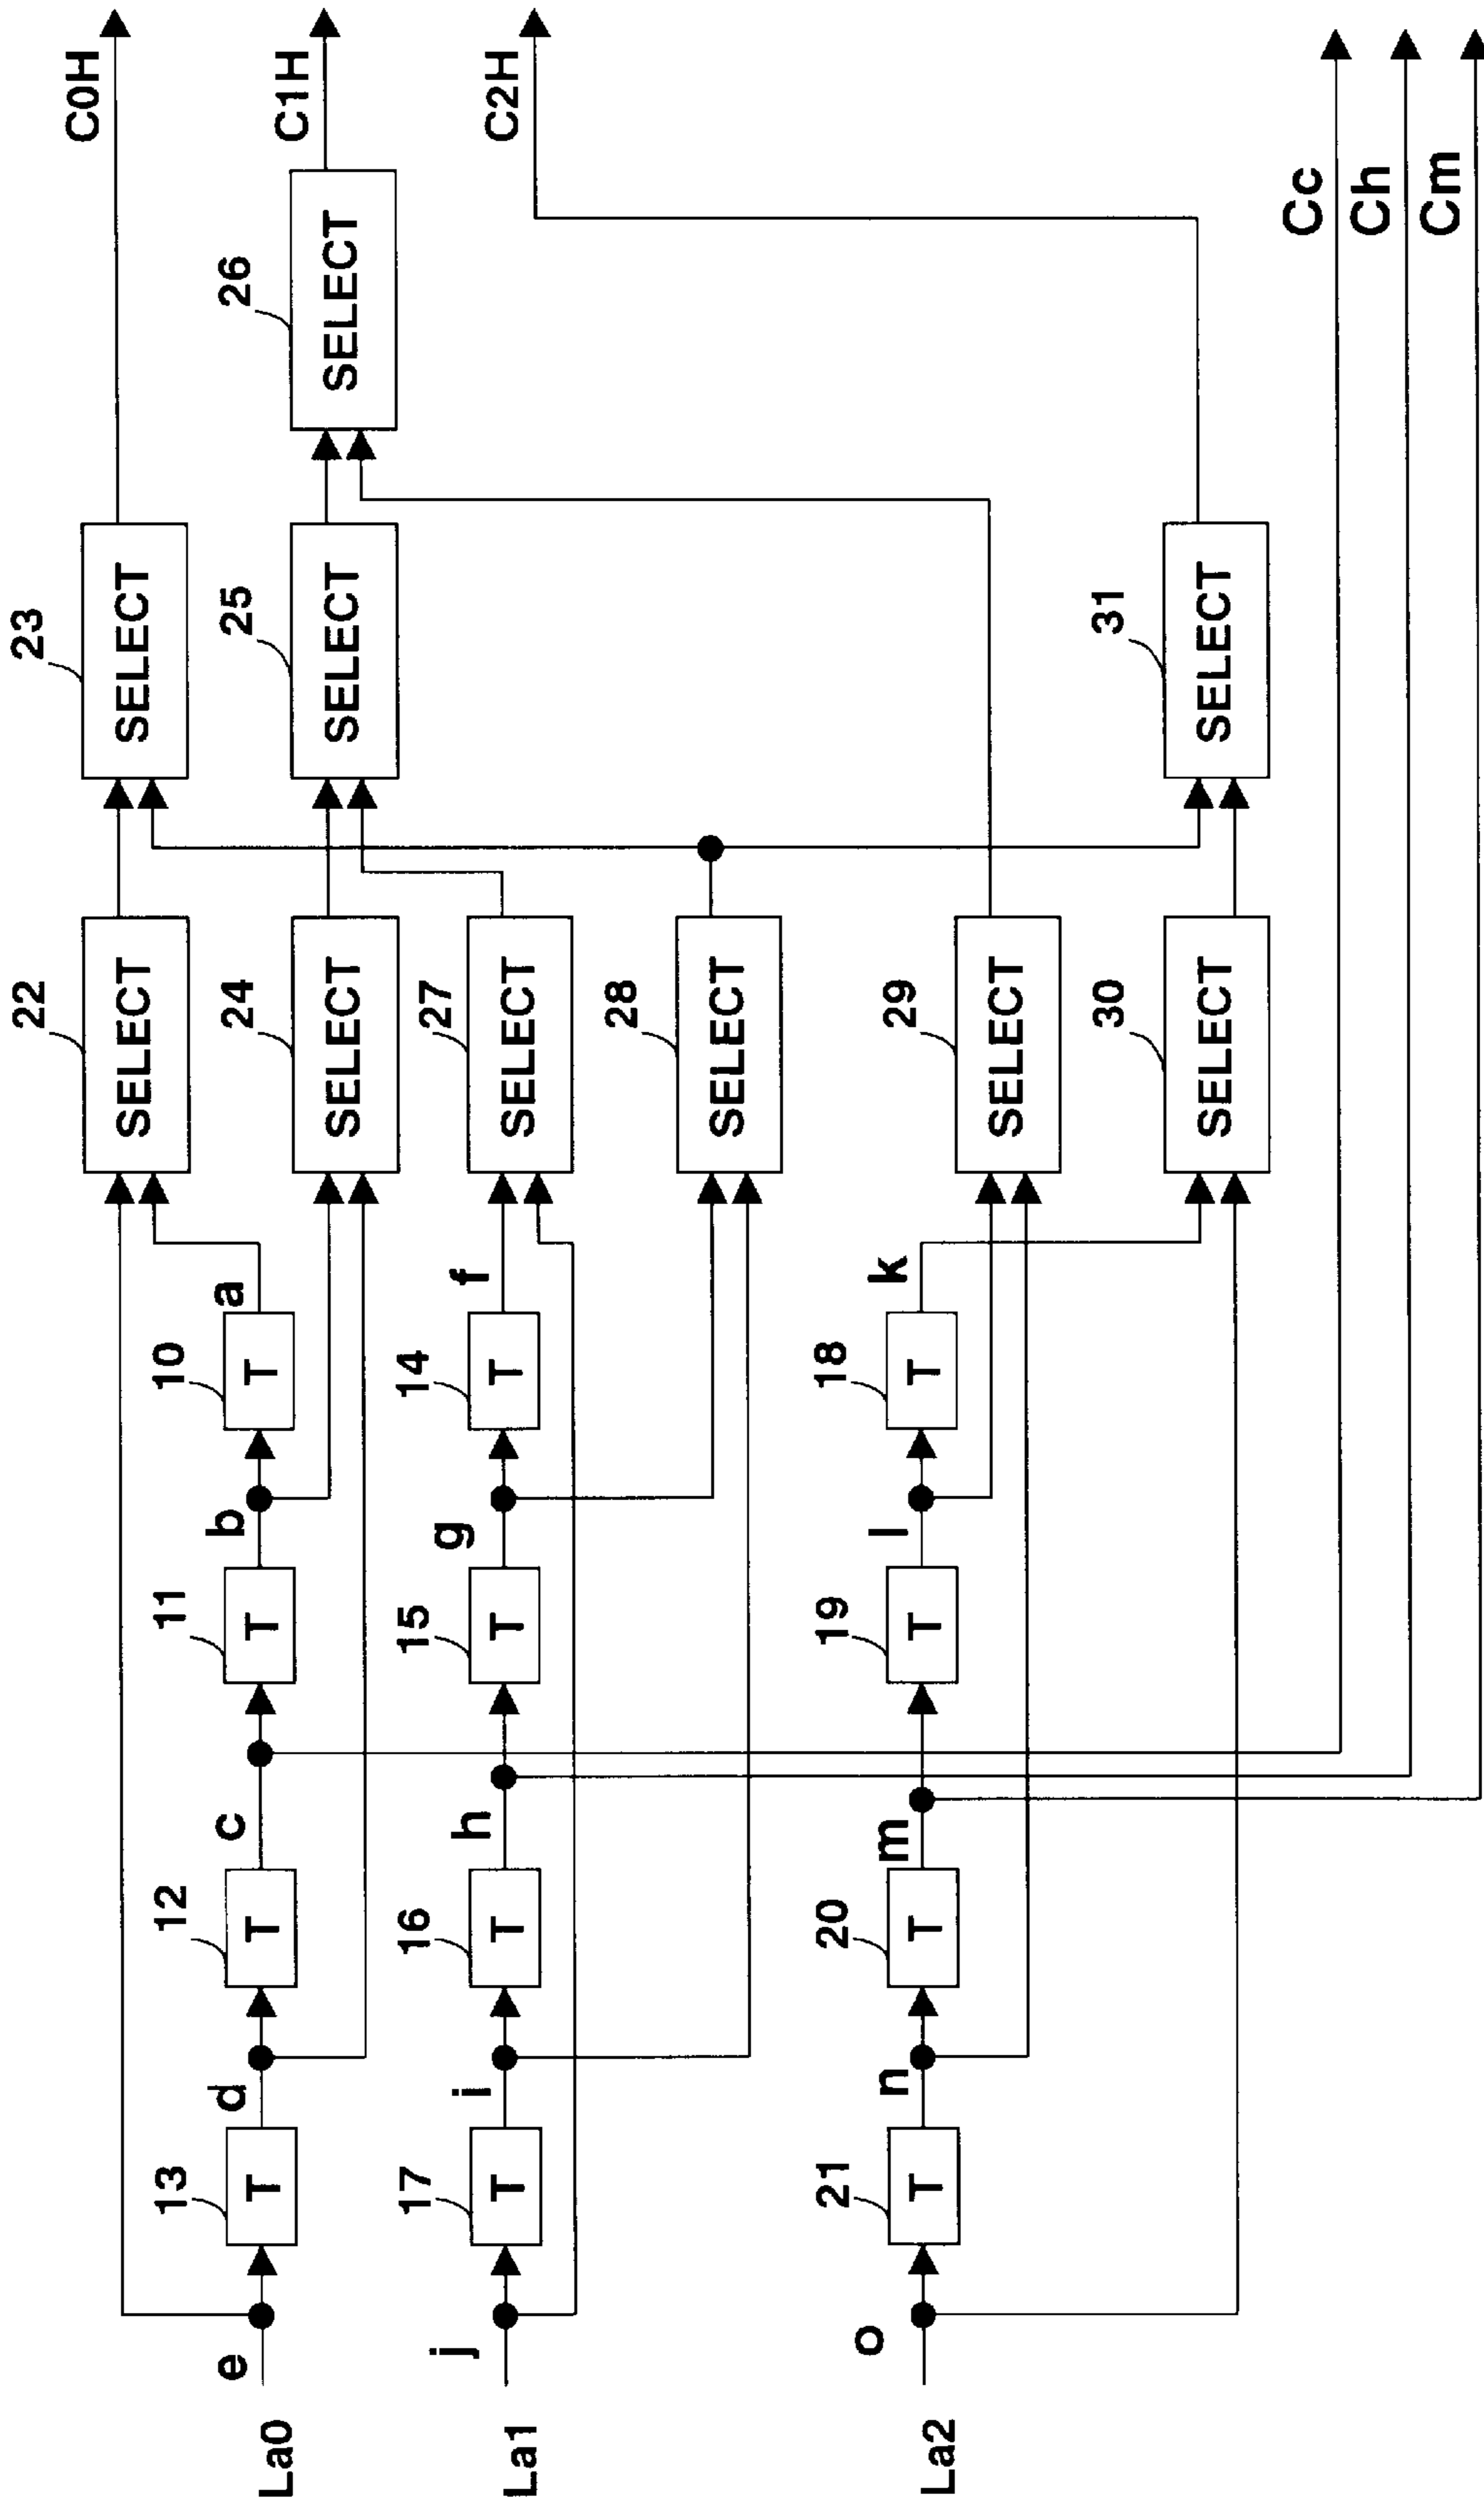 La0
e
13
T
d
12
T
c
11
T
b
10
T
a
22
SELECT
23
SELECT
C0H
24
SELECT
25
SELECT
26
SELECT
C1H
La1
j
17
T
i
16
T
h
15
T
g
14
T
f
27
SELECT
28
SELECT
C2H
La2
o
21
T
n
20
T
m
19
T
l
18
T
k
29
SELECT
30
SELECT
31
SELECT
Cc
Ch
Cm